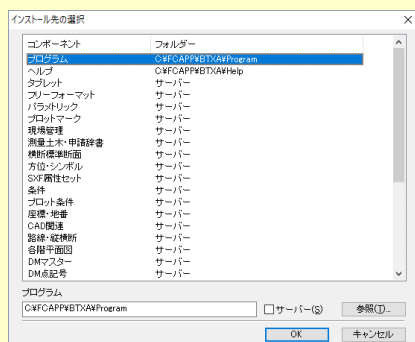 インストール先の選択
コンポーネント フォルダー
プログラム C:¥FCAPP¥BTXA¥Program
ヘルプ C:¥FCAPP¥BTXA¥Help
タブレット サーバー
フリーフォーマット サーバー
パラメトリック サーバー
プロットマーク サーバー
現場管理 サーバー
測量土木・申請辞書 サーバー
横断標準断面 サーバー
方位・シンボル サーバー
SXF属性セット サーバー
条件 サーバー
プロット条件 サーバー
座標・地番 サーバー
CAD関連 サーバー
路線・縦横断 サーバー
各階平面図 サーバー
DMマスター サーバー
DM点記号 サーバー
プログラム
C:¥FCAPP¥BTXA¥Program サーバー(S) 参照(T)...
OK キャンセル